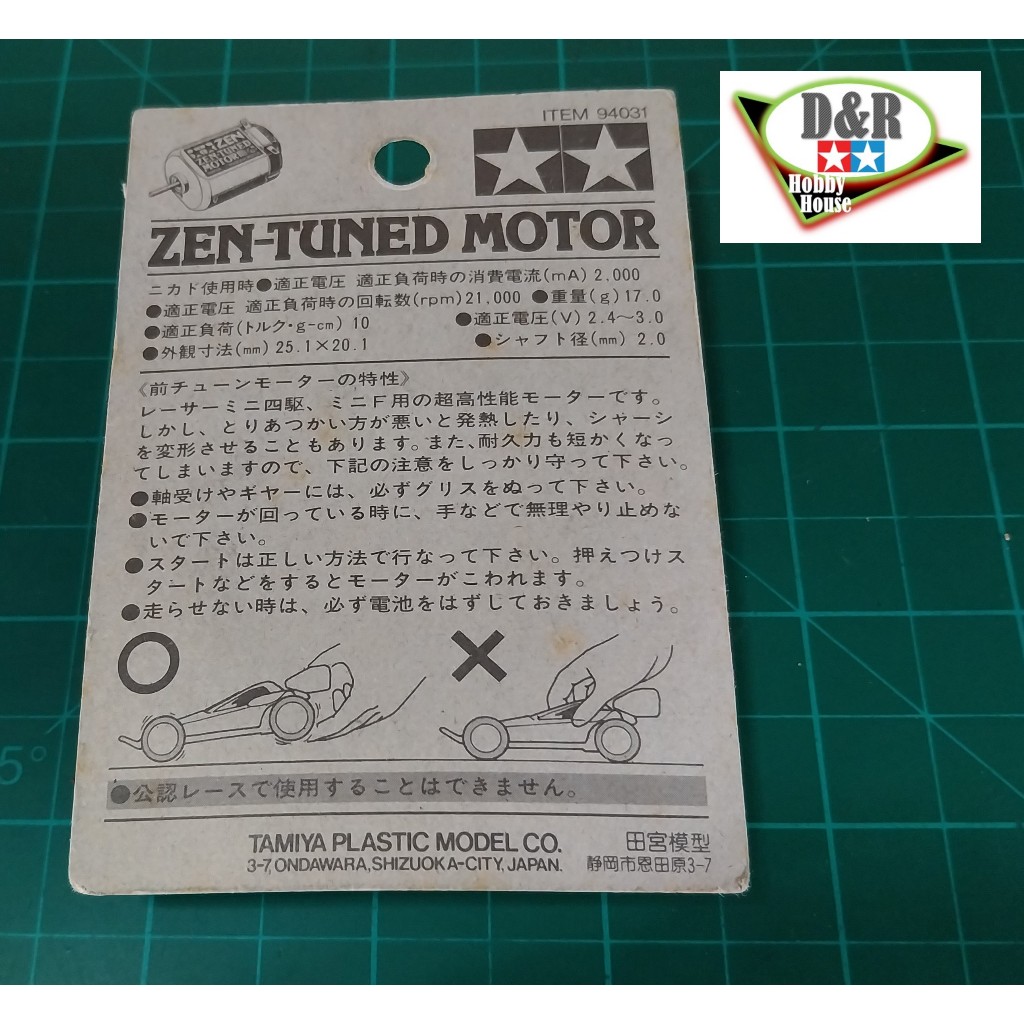 ITEM 94031
ZEN
ZEN-TUNED
MOTOR
D&R
Hobby
House
ZEN-TUNED MOTOR
ニカド使用時●適正電圧 適正負荷時の消費電流(mA) 2,000
●適正電圧 適正負荷時の回転数(rpm)21,000 ●重量(g)17.0
●適正負荷(トルク・g-cm) 10 ●適正電圧(V) 2.4〜3.0
●外観寸法(mm) 25.1×20.1 ●シャフト径(mm) 2.0
《前チューンモーターの特性》
レーサーミニ四駆、ミニF用の超高性能モーターです。
しかし、とりあつかい方が悪いと発熱したり、シャーシ
を変形させることもあります。また、耐久力も短かくなっ
てしまいますので、下記の注意をしっかり守って下さい。
●軸受けやギヤーには、必ずグリスをぬって下さい。
●モーターが回っている時に、手などで無理やり止めな
いで下さい。
●スタートは正しい方法で行なって下さい。押えつけス
タートなどをするとモーターがこわれます。
●走らせない時は、必ず電池をはずしておきましょう。
●公認レースで使用することはできません。
TAMIYA PLASTIC MODEL CO. 田宮模型
3-7, ONDAWARA, SHIZUOKA-CITY, JAPAN. 静岡市恩田原3-7
5°